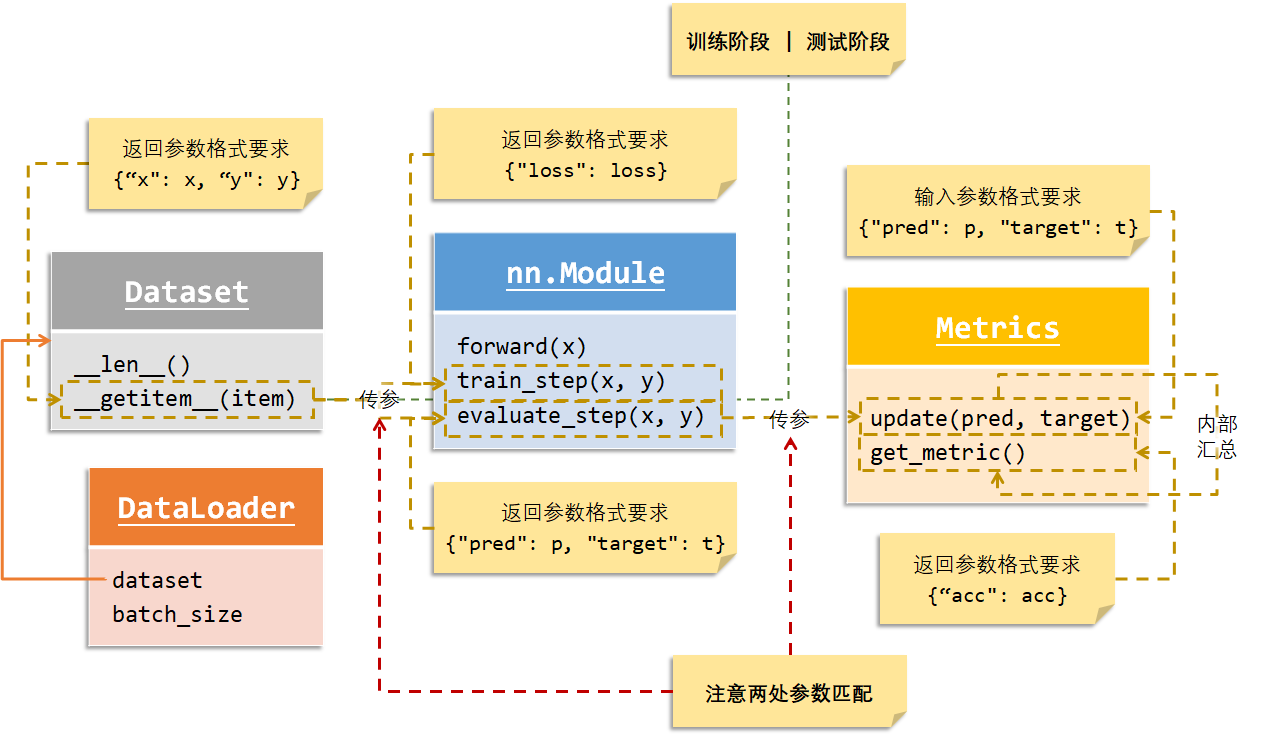 训练阶段 | 测试阶段
返回参数格式要求
{“x": x, “y": y}
返回参数格式要求
{"loss": loss}
输入参数格式要求
{"pred": p, "target": t}
Dataset
__len__()
__getitem__(item)
传参
nn.Module
forward(x)
train_step(x, y)
evaluate_step(x, y)
传参
Metrics
update(pred, target)
get_metric()
内部
汇总
DataLoader
dataset
batch_size
返回参数格式要求
{"pred": p, "target": t}
返回参数格式要求
{“acc": acc}
注意两处参数匹配